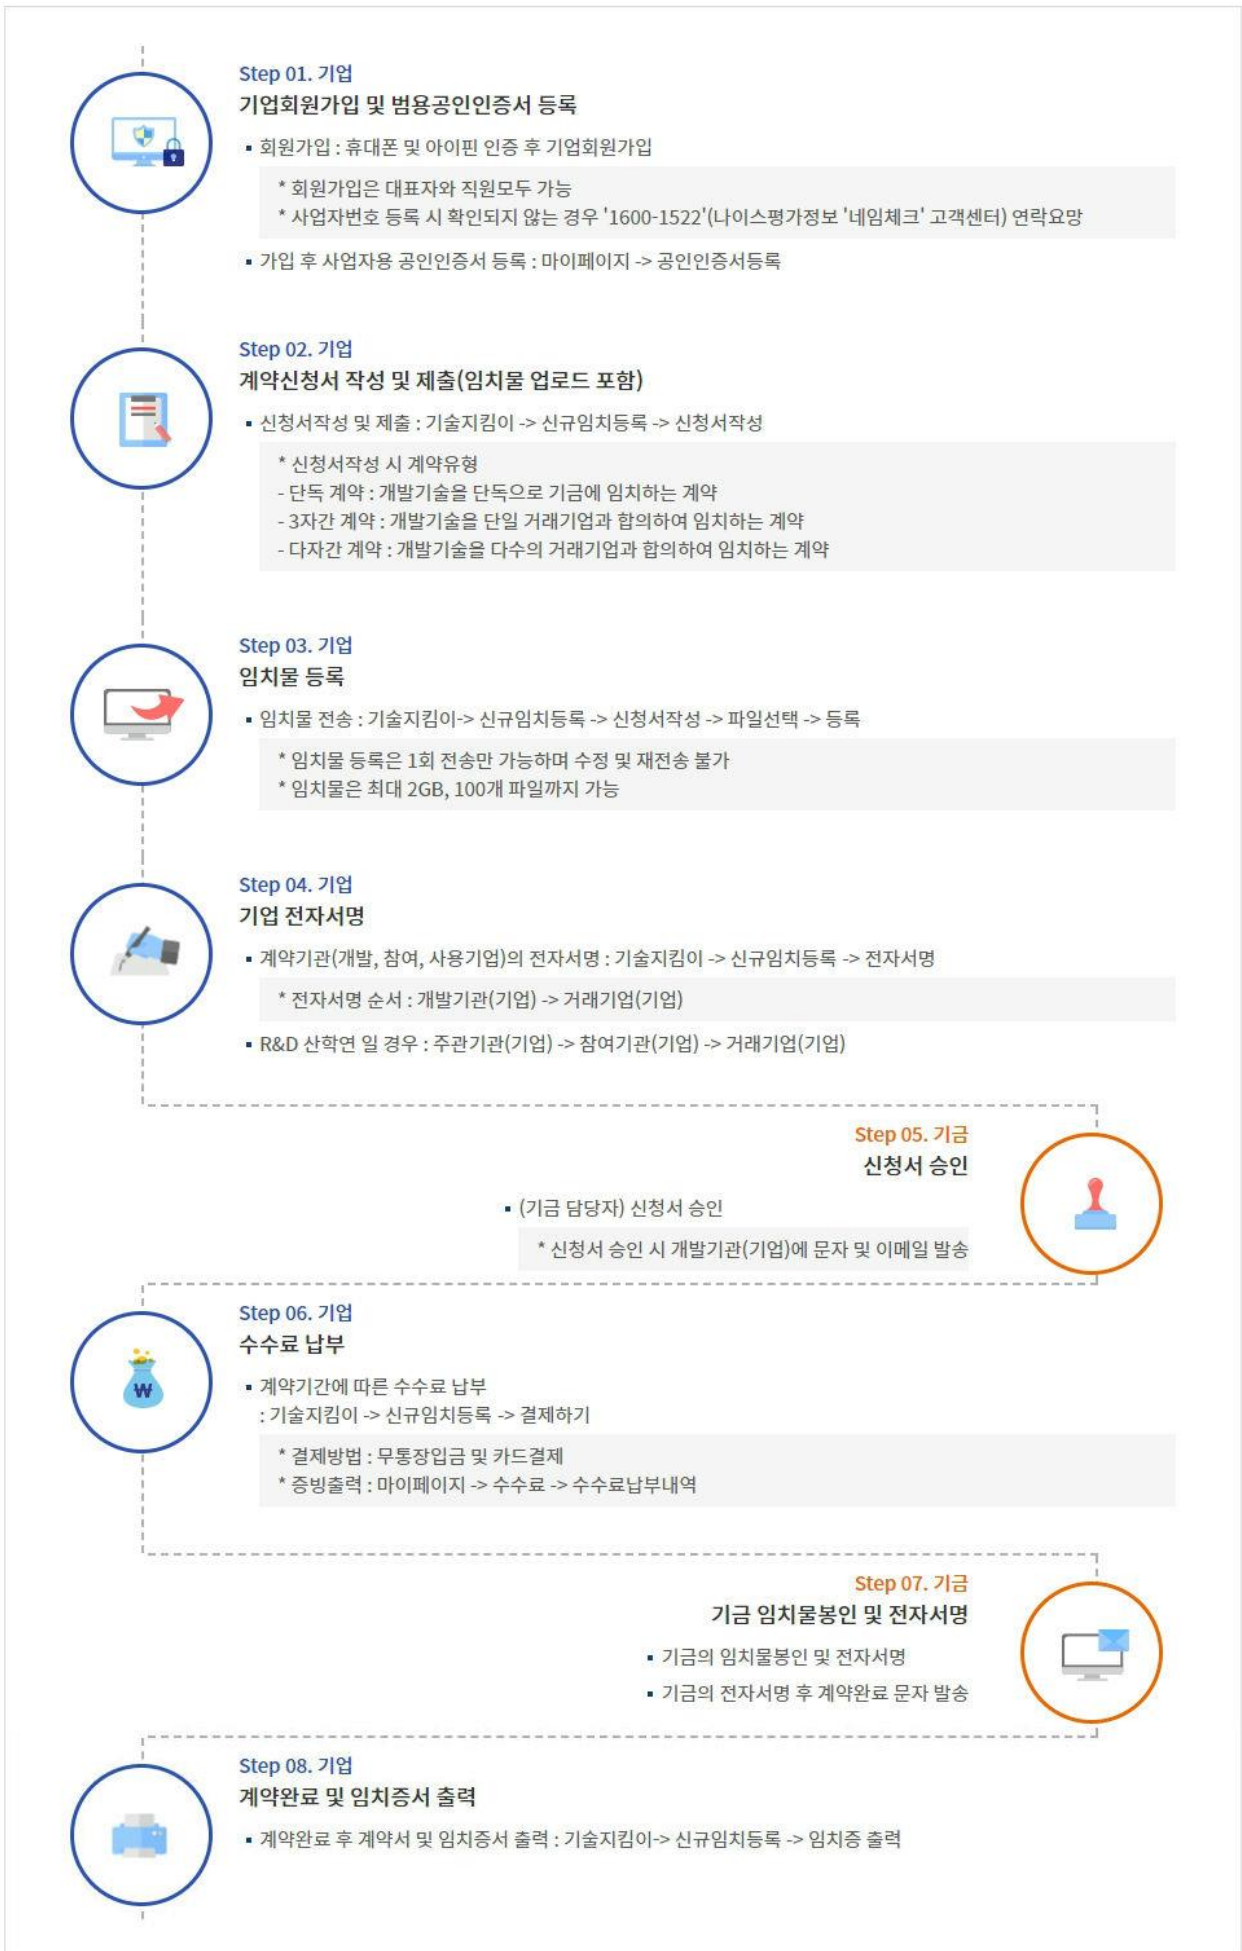 Step 01. 기업
기업회원가입 및 범용공인인증서 등록
▪ 회원가입 : 휴대폰 및 아이핀 인증 후 기업회원가입
* 회원가입은 대표자와 직원모두 가능
* 사업자번호 등록 시 확인되지 않는 경우 '1600-1522'(나이스평가정보 '네임체크' 고객센터) 연락요망
▪ 가입 후 사업자용 공인인증서 등록 : 마이페이지 -> 공인인증서등록
Step 02. 기업
계약신청서 작성 및 제출(임치물 업로드 포함)
▪ 신청서작성 및 제출 : 기술지킴이 -> 신규임치등록 -> 신청서작성
* 신청서작성 시 계약유형
- 단독 계약 : 개발기술을 단독으로 기금에 임치하는 계약
- 3자간 계약 : 개발기술을 단일 거래기업과 합의하여 임치하는 계약
- 다자간 계약 : 개발기술을 다수의 거래기업과 합의하여 임치하는 계약
Step 03. 기업
임치물 등록
▪ 임치물 전송 : 기술지킴이-> 신규임치등록 -> 신청서작성 -> 파일선택 -> 등록
* 임치물 등록은 1회 전송만 가능하며 수정 및 재전송 불가
* 임치물은 최대 2GB, 100개 파일까지 가능
Step 04. 기업
기업 전자서명
▪ 계약기관(개발, 참여, 사용기업)의 전자서명 : 기술지킴이 -> 신규임치등록 -> 전자서명
* 전자서명 순서 : 개발기관(기업) -> 거래기업(기업)
▪ R&D 산학연 일 경우 : 주관기관(기업) -> 참여기관(기업) -> 거래기업(기업)
Step 05. 기금
신청서 승인
▪ (기금 담당자) 신청서 승인
* 신청서 승인 시 개발기관(기업)에 문자 및 이메일 발송
Step 06. 기업
수수료 납부
▪ 계약기간에 따른 수수료 납부
: 기술지킴이 -> 신규임치등록 -> 결제하기
* 결제방법 : 무통장입금 및 카드결제
* 증빙출력 : 마이페이지 -> 수수료 -> 수수료납부내역
₩
Step 07. 기금
기금 임치물봉인 및 전자서명
▪ 기금의 임치물봉인 및 전자서명
▪ 기금의 전자서명 후 계약완료 문자 발송
Step 08. 기업
계약완료 및 임치증서 출력
▪ 계약완료 후 계약서 및 임치증서 출력 : 기술지킴이-> 신규임치등록 -> 임치증 출력